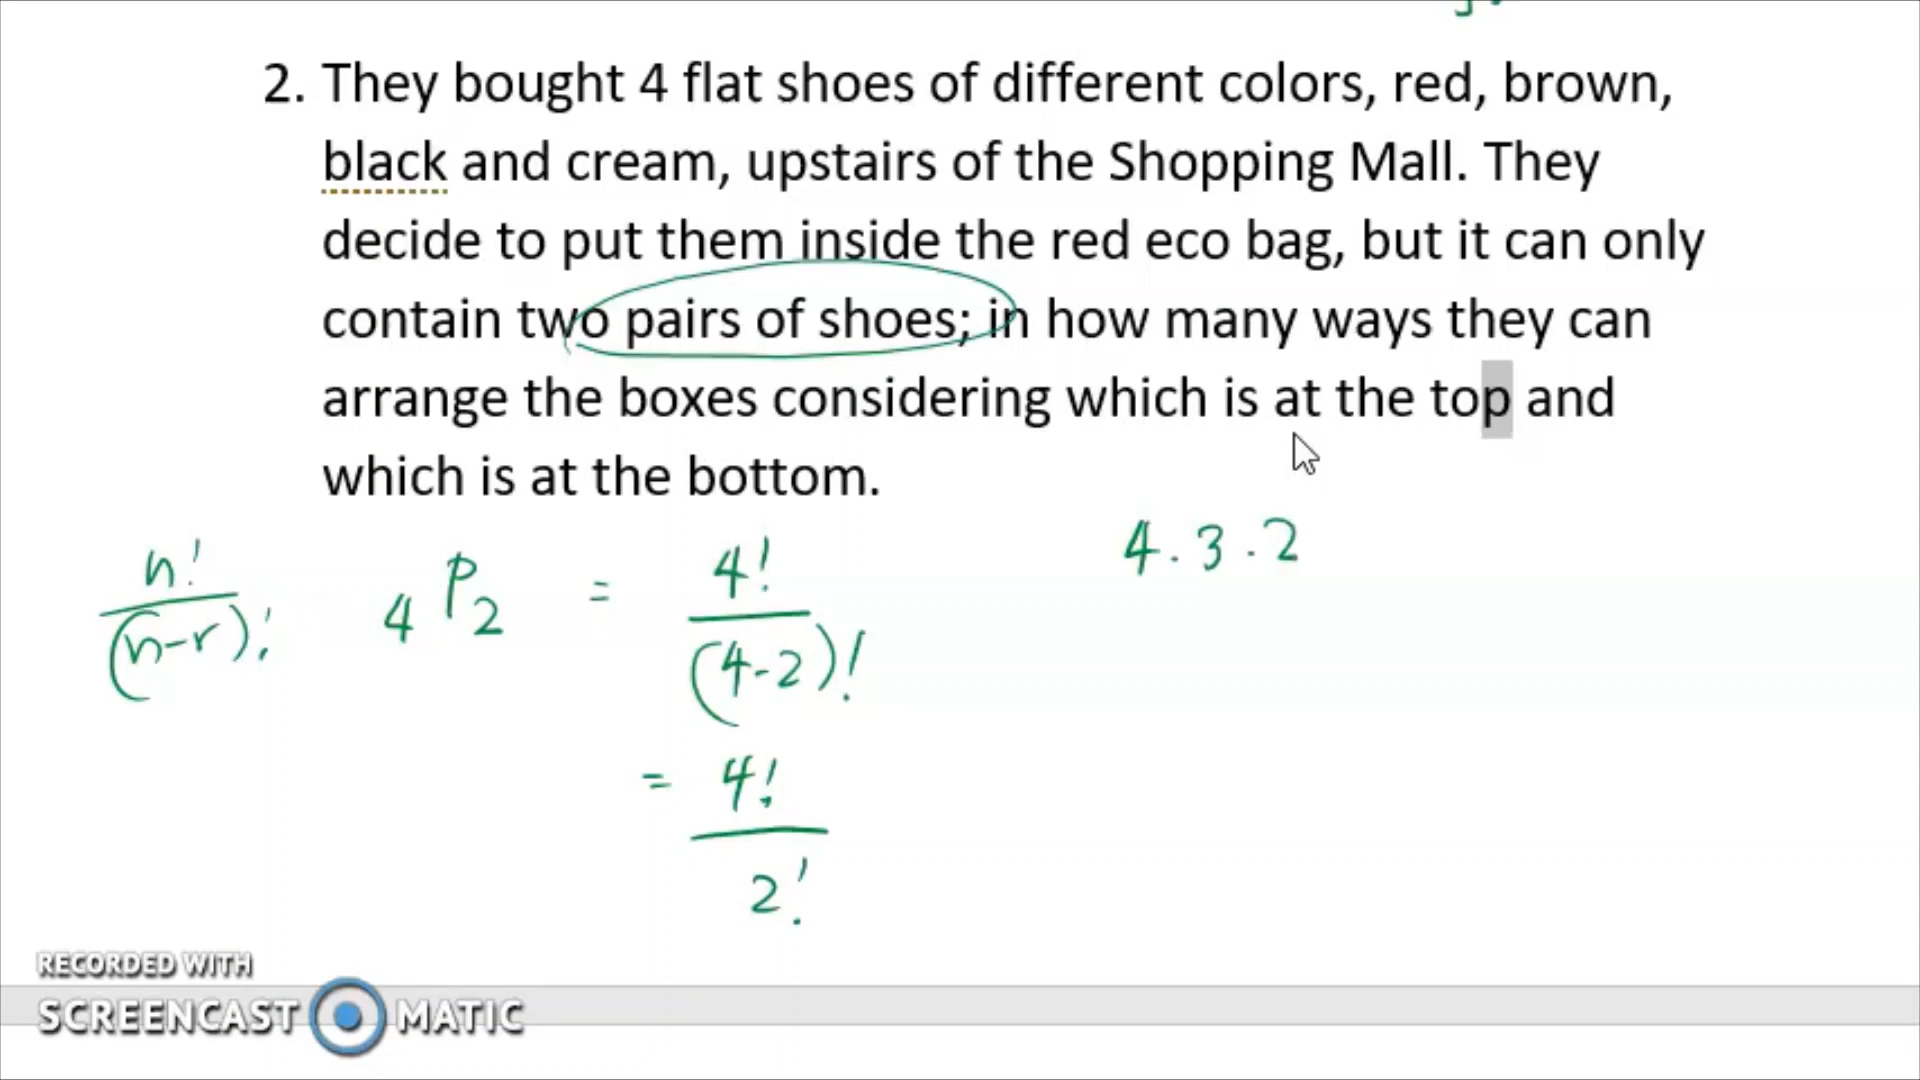 2. They bought 4 flat shoes of different colors, red, brown,
black and cream, upstairs of the Shopping Mall. They
decide to put them inside the red eco bag, but it can only
contain two pairs of shoes; in how many ways they can
arrange the boxes considering which is at the top and
which is at the bottom.
n!/(n-r)! 4P2 = 4!/(4-2)! 4.3.2
= 4!/2!
RECORDED WITH
SCREENCAST MATIC